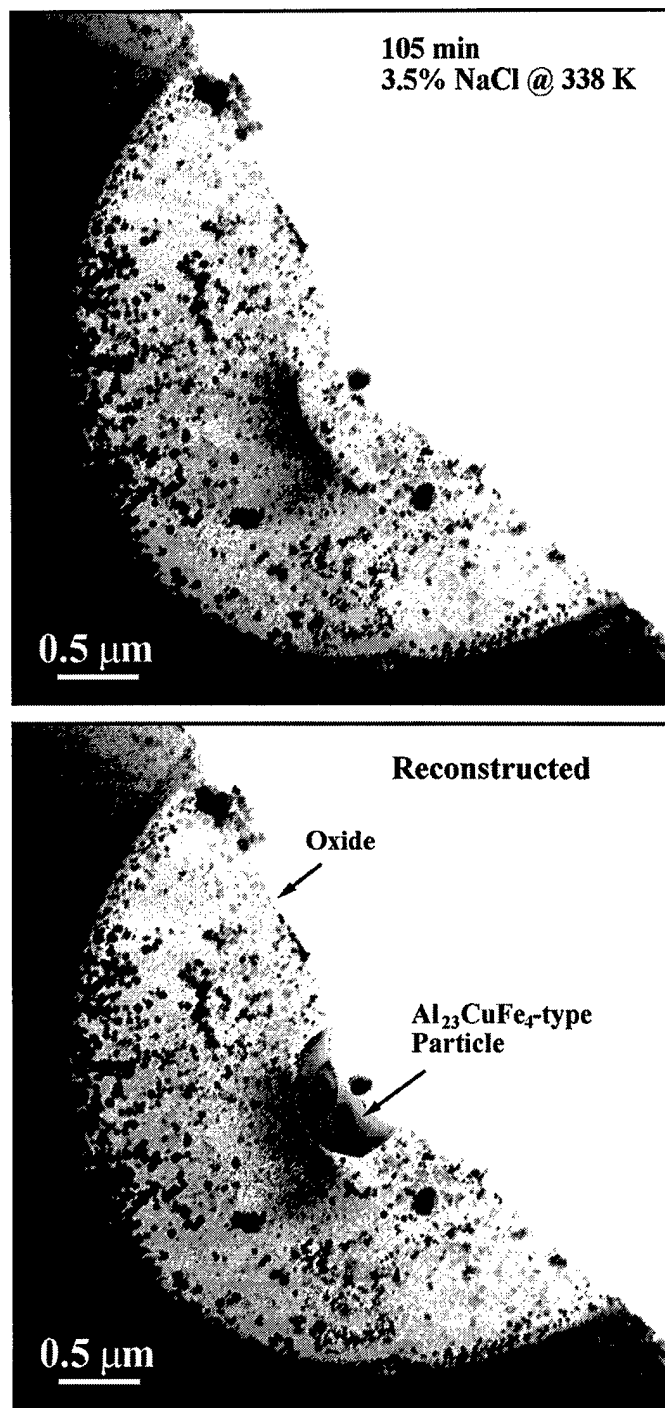 105 min
3.5% NaCl @ 338 K
0.5 μm
Reconstructed
Oxide
Al₂₃CuFe₄-type
Particle
0.5 μm